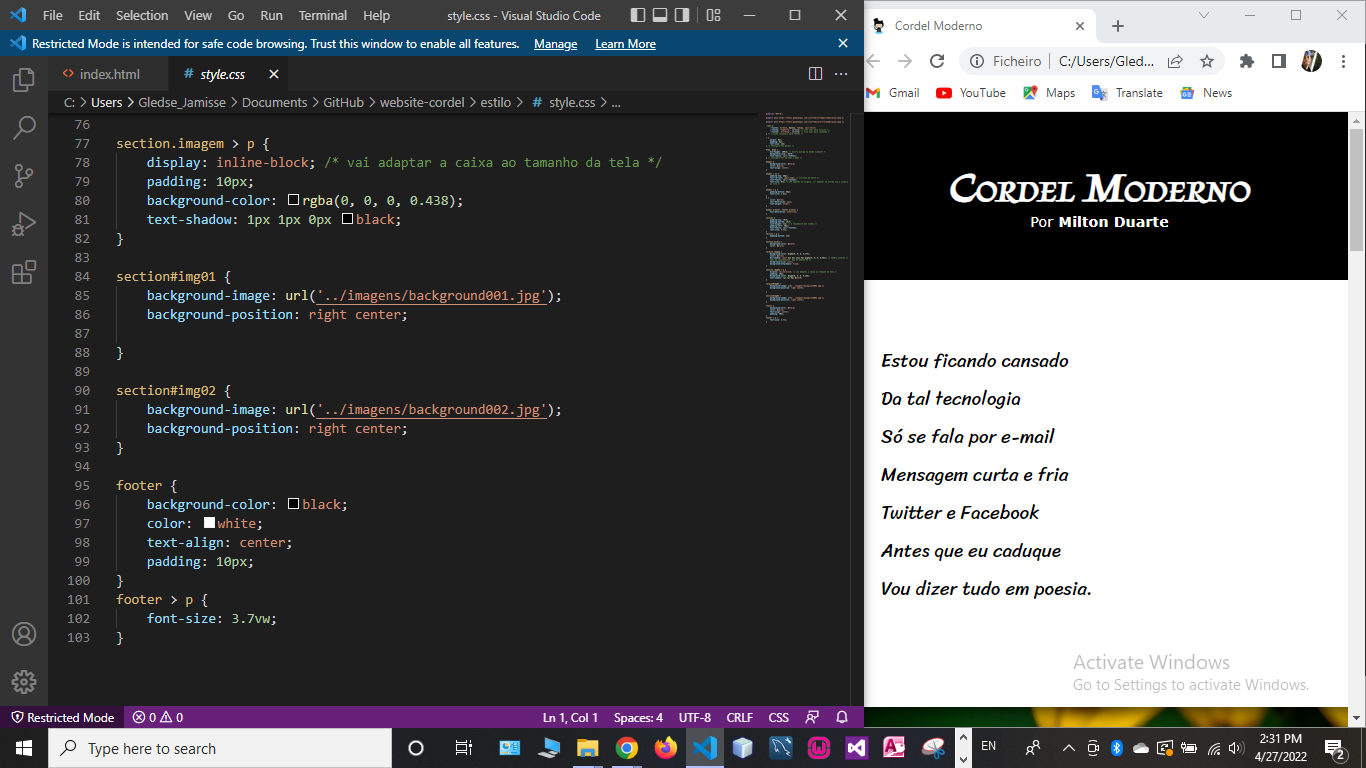 File Edit Selection View Go Run Terminal Help style.css - Visual Studio Code
Restricted Mode is intended for safe code browsing. Trust this window to enable all features. Manage Learn More
index.html
# style.css
C: > Users > Gledse_Jamisse > Documents > GitHub > website-cordel > estilo > # style.css > ...
76
77 section.imagem > p {
78 display: inline-block; /* vai adaptar a caixa ao tamanho da tela */
79 padding: 10px;
80 background-color: rgba(0, 0, 0, 0.438);
81 text-shadow: 1px 1px 0px black;
82 }
83
84 section#img01 {
85 background-image: url('../imagens/background001.jpg');
86 background-position: right center;
87
88 }
89
90 section#img02 {
91 background-image: url('../imagens/background002.jpg');
92 background-position: right center;
93 }
94
95 footer {
96 background-color: black;
97 color: white;
98 text-align: center;
99 padding: 10px;
100 }
101 footer > p {
102 font-size: 3.7vw;
103 }
Restricted Mode 0 0 Ln 1, Col 1 Spaces: 4 UTF-8 CRLF CSS
Cordel Moderno
Ficheiro C:/Users/Gled...
Gmail YouTube Maps Translate News
Cordel Moderno
Por Milton Duarte
Estou ficando cansado
Da tal tecnologia
Só se fala por e-mail
Mensagem curta e fria
Twitter e Facebook
Antes que eu caduque
Vou dizer tudo em poesia.
Activate Windows
Go to Settings to activate Windows.
Type here to search
EN
2:31 PM
4/27/2022
2